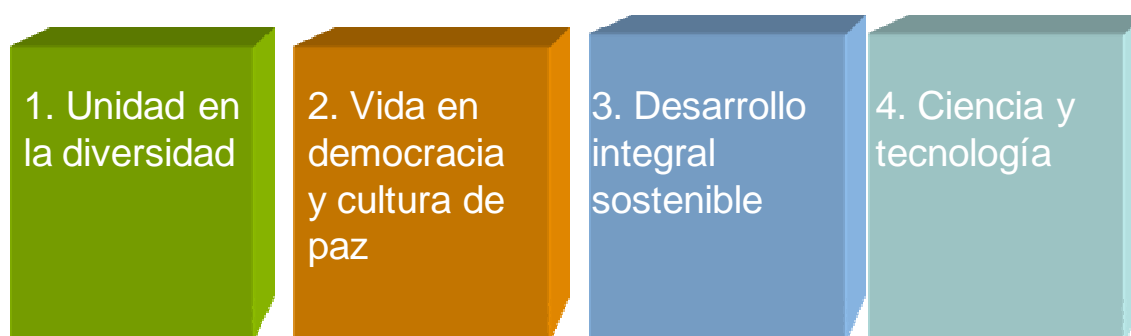 1. Unidad en
la diversidad
2. Vida en
democracia
y cultura de
paz
3. Desarrollo
integral
sostenible
4. Ciencia y
tecnología